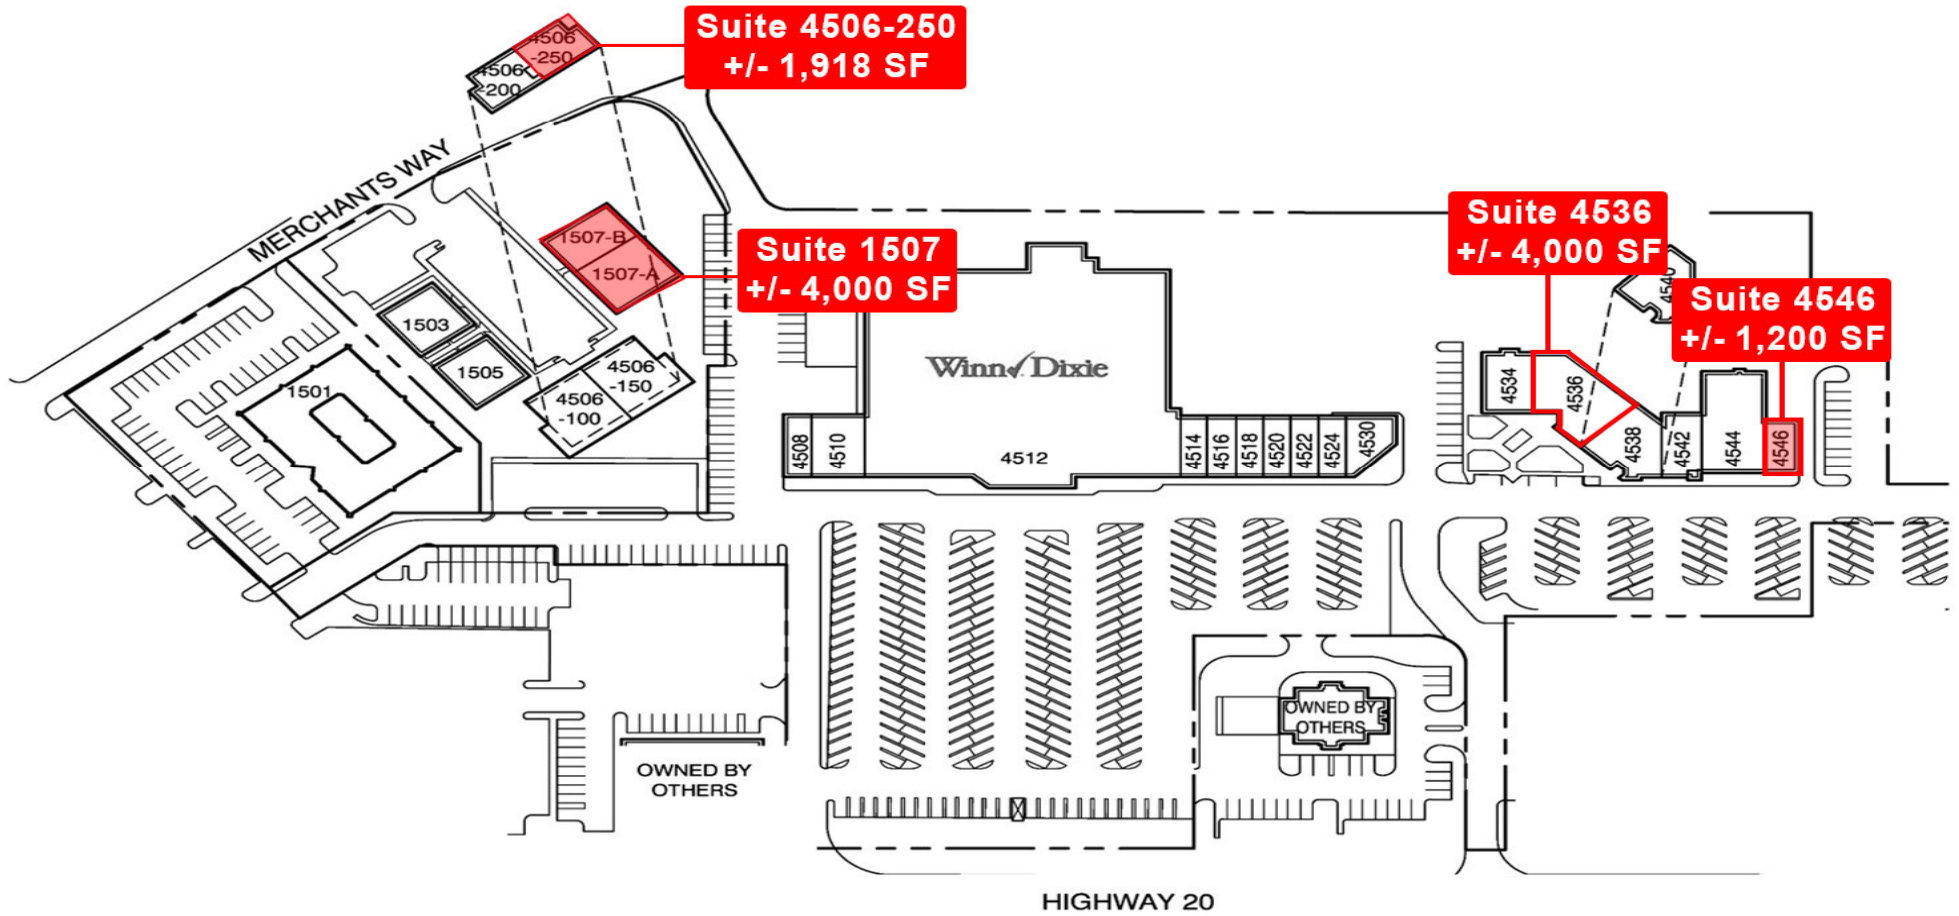 Suite 4506-250
+/- 1,918 SF
4506
-250
4506
-200
MERCHANTS WAY
1507-B
1507-A
Suite 1507
+/- 4,000 SF
Suite 4536
+/- 4,000 SF
Suite 4546
+/- 1,200 SF
1503
1505
1501
4506
-150
4506
-100
Winn Dixie
4508
4510
4512
4514
4516
4518
4520
4522
4524
4530
4534
4536
4538
4542
4544
4546
OWNED BY
OTHERS
OWNED BY
OTHERS
HIGHWAY 20